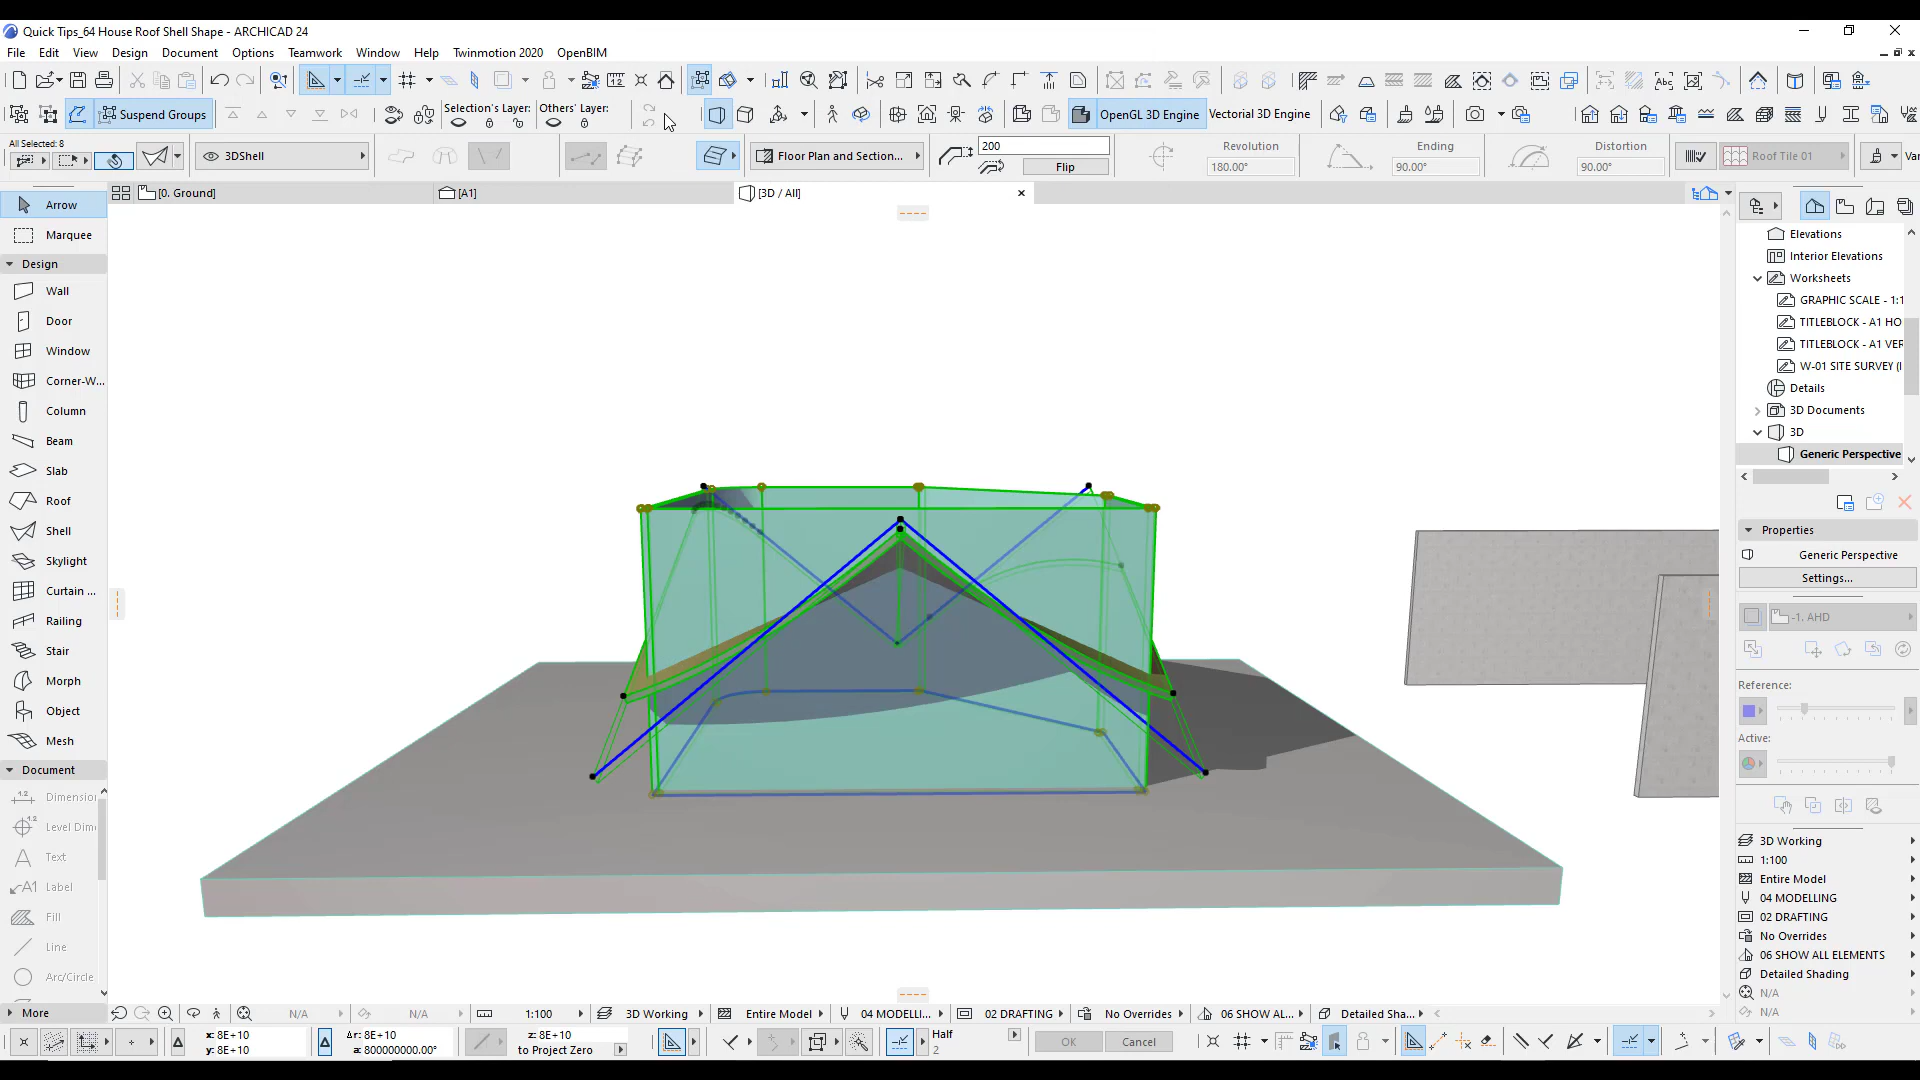 Quick Tips_64 House Roof Shell Shape - ARCHICAD 24
File Edit View Design Document Options Teamwork Window Help Twinmotion 2020 OpenBIM
Suspend Groups
Selection's Layer:
Others' Layer:
OpenGL 3D Engine
Vectorial 3D Engine
All Selected: 8
3DShell
Floor Plan and Section...
200
Flip
Revolution
180.00°
Ending
90.00°
Distortion
90.00°
Roof Tile 01
[0. Ground]
[A1]
[3D / All]
Arrow
Marquee
Design
Wall
Door
Window
Corner-W...
Column
Beam
Slab
Roof
Shell
Skylight
Curtain ...
Railing
Stair
Morph
Object
Mesh
Document
Dimensio
Level Dim
Text
Label
Fill
Line
Arc/Circle
More
Elevations
Interior Elevations
Worksheets
GRAPHIC SCALE - 1:1
TITLEBLOCK - A1 HO
TITLEBLOCK - A1 VER
W-01 SITE SURVEY (I
Details
3D Documents
3D
Generic Perspective
Properties
Generic Perspective
Settings...
-1. AHD
Reference:
Active:
3D Working
1:100
Entire Model
04 MODELLING
02 DRAFTING
No Overrides
06 SHOW ALL ELEMENTS
Detailed Shading
N/A
N/A
N/A N/A 1:100 3D Working Entire Model 04 MODELLI... 02 DRAFTING No Overrides 06 SHOW AL... Detailed Sha...
x: 8E+10
y: 8E+10
Δr: 8E+10
a: 800000000.00°
z: 8E+10
to Project Zero
Half
2
OK
Cancel